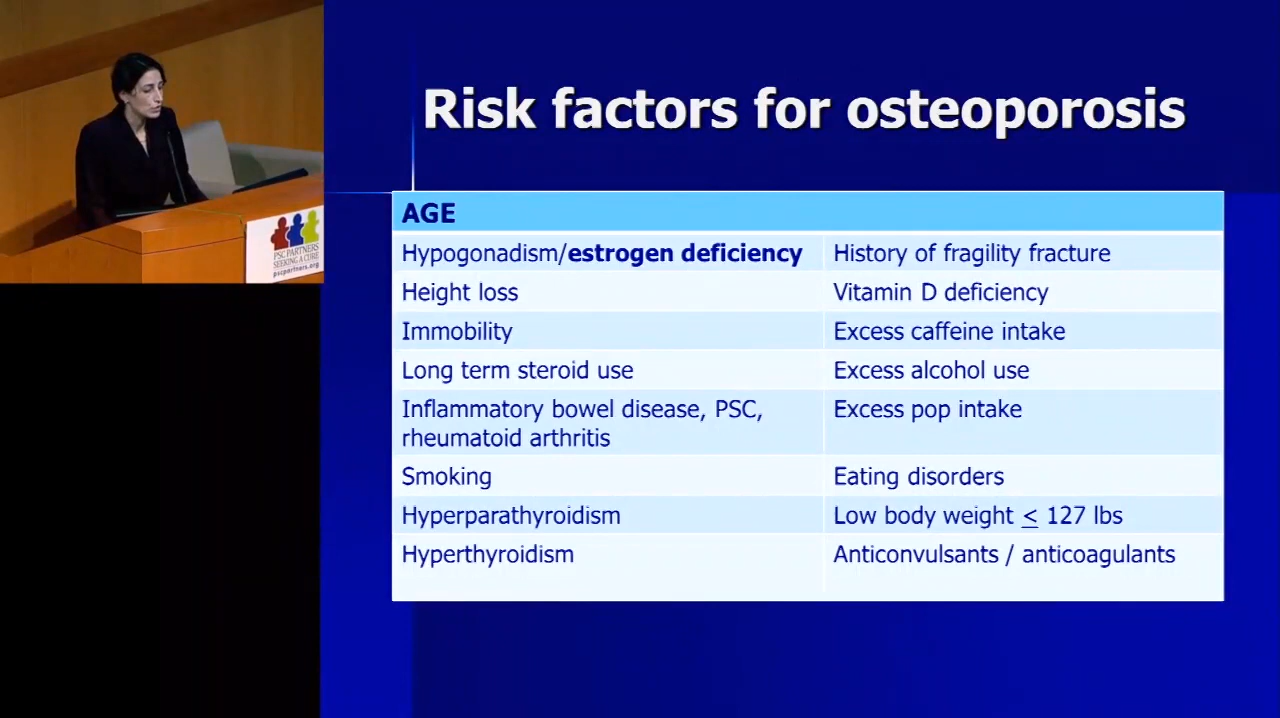 Risk factors for osteoporosis
AGE
Hypogonadism/estrogen deficiency
History of fragility fracture
Height loss
Vitamin D deficiency
Immobility
Excess caffeine intake
Long term steroid use
Excess alcohol use
Inflammatory bowel disease, PSC,
rheumatoid arthritis
Excess pop intake
Smoking
Eating disorders
Hyperparathyroidism
Low body weight ≤ 127 lbs
Hyperthyroidism
Anticonvulsants / anticoagulants
PSC PARTNERS
SEEKING A CURE
pscpartners.org